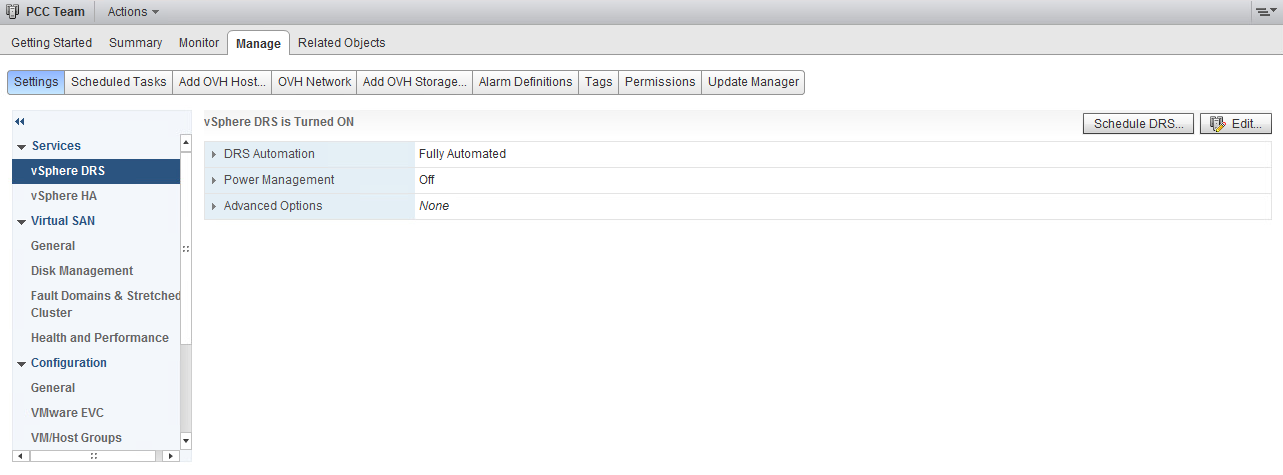 PCC Team Actions
Getting Started Summary Monitor Manage Related Objects
Settings Scheduled Tasks Add OVH Host... OVH Network Add OVH Storage... Alarm Definitions Tags Permissions Update Manager
Services
vSphere DRS
vSphere HA
Virtual SAN
General
Disk Management
Fault Domains & Stretched
Cluster
Health and Performance
Configuration
General
VMware EVC
VM/Host Groups
vSphere DRS is Turned ON
Schedule DRS... Edit...
DRS Automation Fully Automated
Power Management Off
Advanced Options None